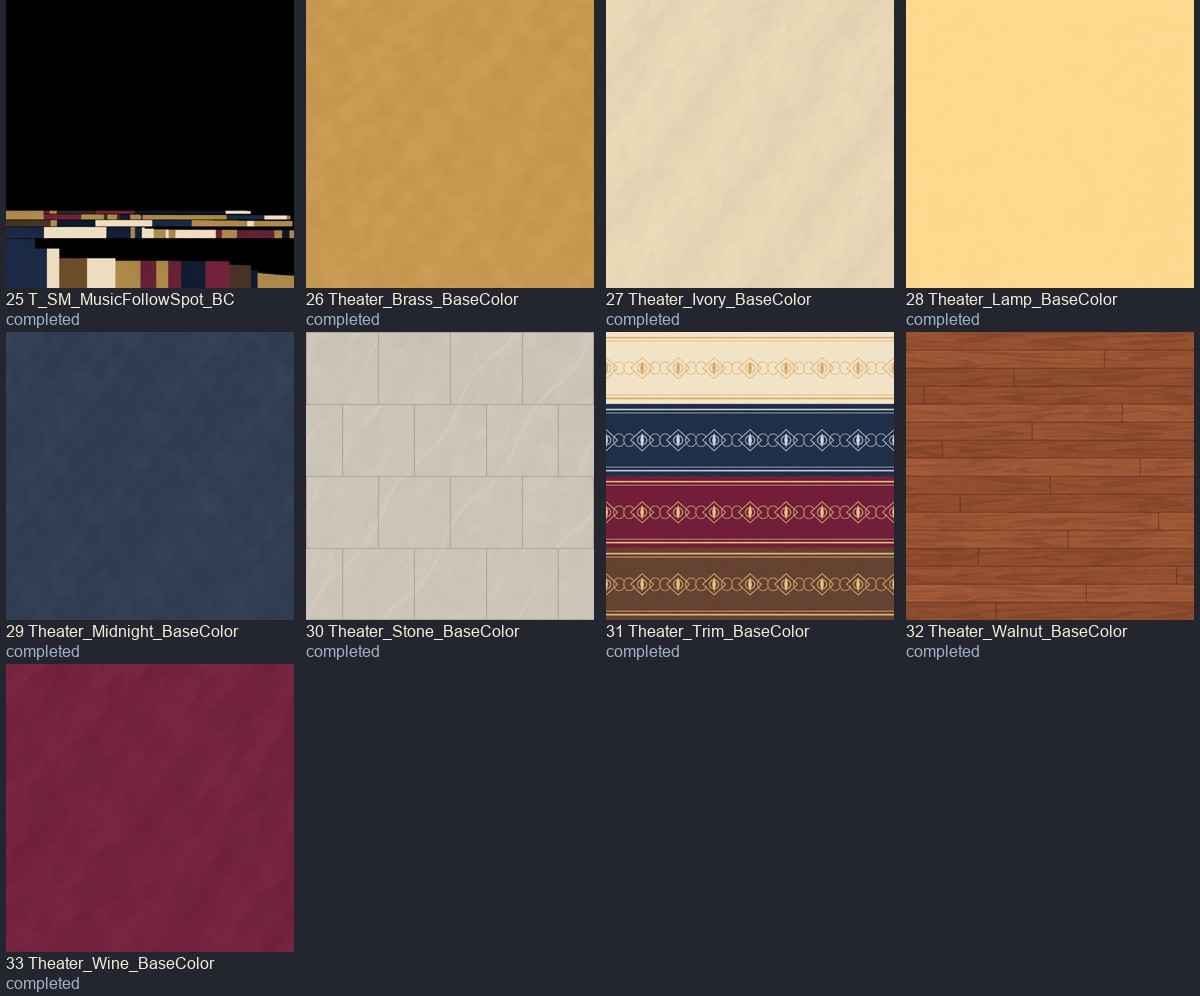 25 T_SM_MusicFollowSpot_BC
completed
26 Theater_Brass_BaseColor
completed
27 Theater_Ivory_BaseColor
completed
28 Theater_Lamp_BaseColor
completed
29 Theater_Midnight_BaseColor
completed
30 Theater_Stone_BaseColor
completed
31 Theater_Trim_BaseColor
completed
32 Theater_Walnut_BaseColor
completed
33 Theater_Wine_BaseColor
completed